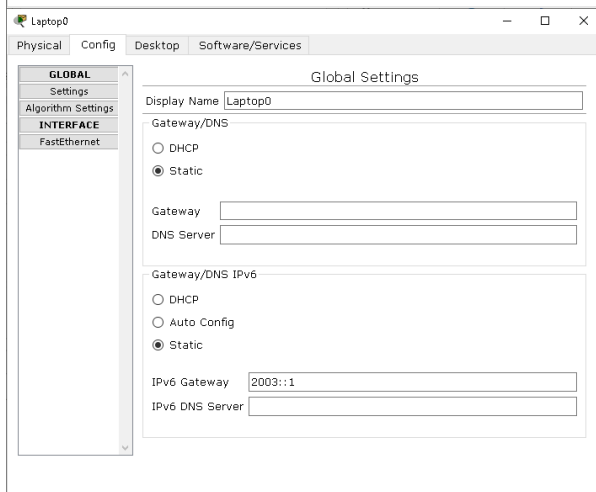 Laptop0
Physical Config Desktop Software/Services
GLOBAL
Settings
Algorithm Settings
INTERFACE
FastEthernet
Global Settings
Display Name Laptop0
Gateway/DNS
DHCP
Static
Gateway
DNS Server
Gateway/DNS IPv6
DHCP
Auto Config
Static
IPv6 Gateway 2003::1
IPv6 DNS Server